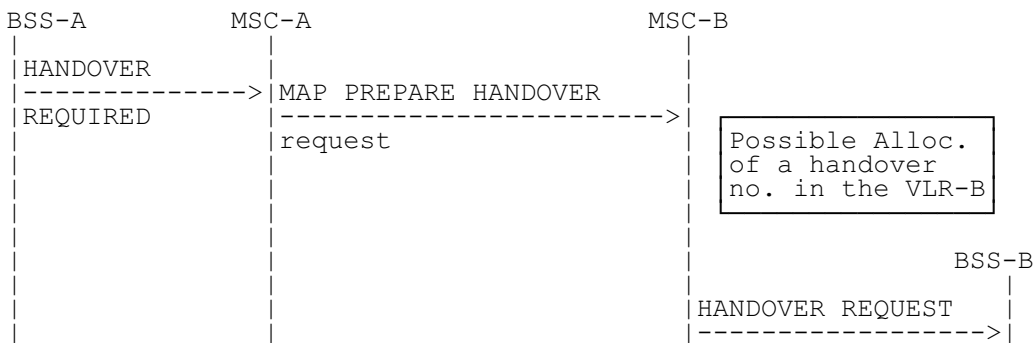 BSS-A MSC-A MSC-B
HANDOVER
MAP PREPARE HANDOVER
REQUIRED
request
Possible Alloc.
of a handover
no. in the VLR-B
BSS-B
HANDOVER REQUEST